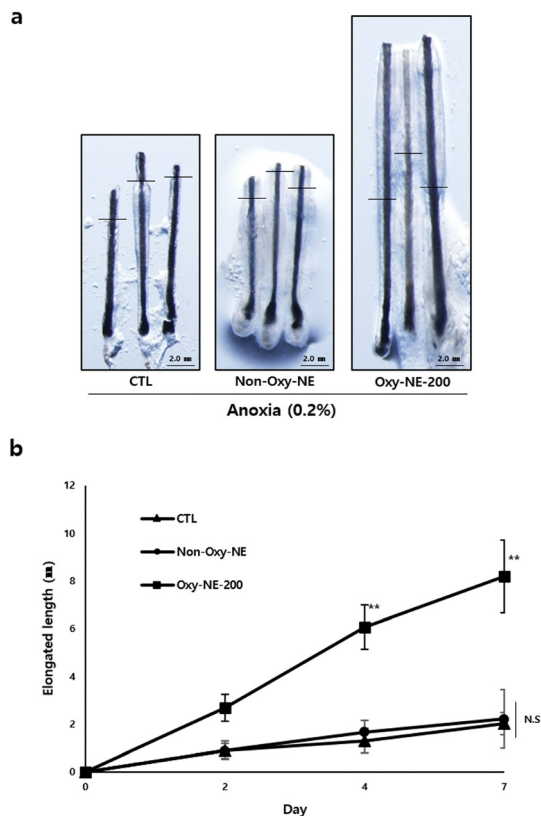 a
2.0 ㎜
2.0 ㎜
2.0 ㎜
CTL
Non-Oxy-NE
Oxy-NE-200
Anoxia (0.2%)
b
12
10
8
6
4
2
0
Elongated length (㎜)
CTL
Non-Oxy-NE
Oxy-NE-200
**
**
N.S
0
2
4
7
Day